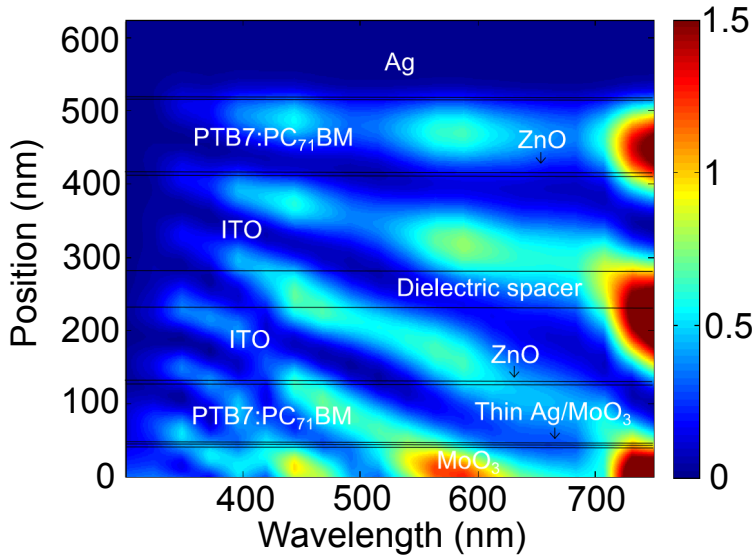 600
500
400
300
200
100
0
Position (nm)
Ag
PTB7:PC₇₁BM
ZnO
ITO
Dielectric spacer
ITO
ZnO
Thin Ag/MoO₃
PTB7:PC₇₁BM
MoO₃
400
500
600
700
Wavelength (nm)
1.5
1
0.5
0